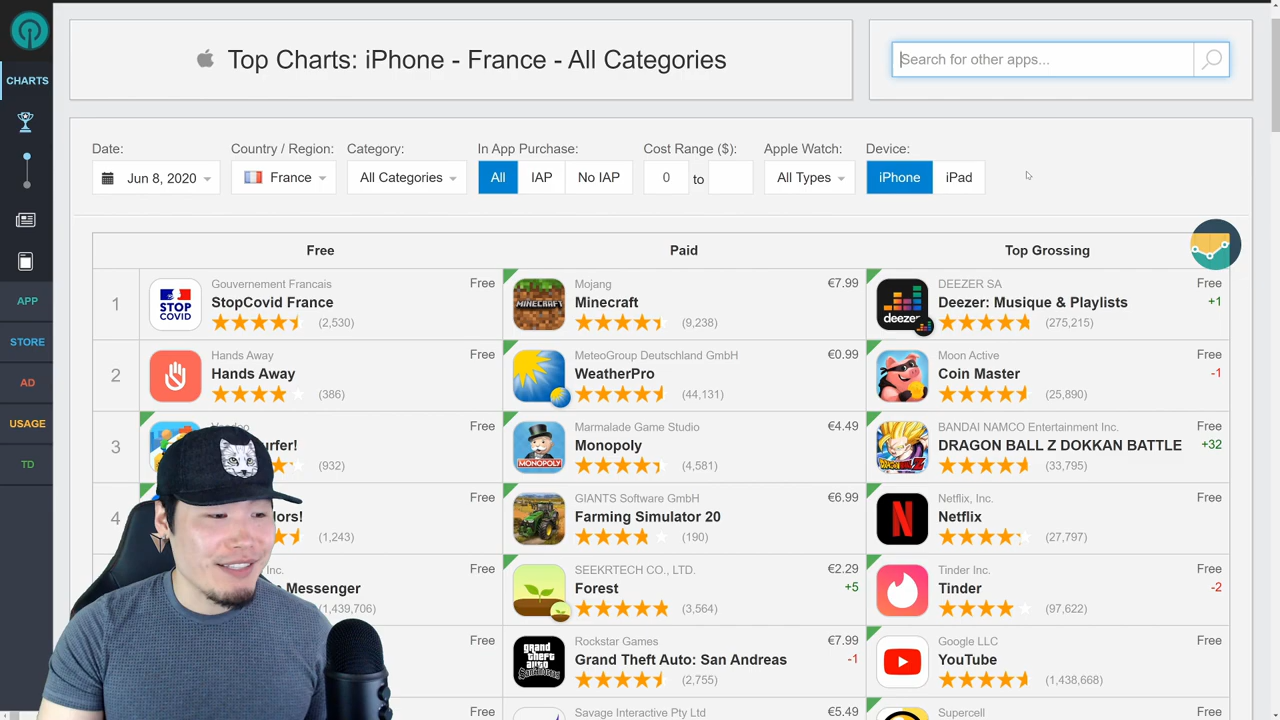 Top Charts: iPhone - France - All Categories
Search for other apps...
CHARTS
Date:
Country / Region:
Category:
In App Purchase:
Cost Range ($):
Apple Watch:
Device:
Jun 8, 2020
France
All Categories
All
IAP
No IAP
0
to
All Types
iPhone
iPad
APP
STORE
AD
USAGE
TD
Free
Paid
Top Grossing
1
STOP COVID
Gouvernement Francais
Free
StopCovid France
(2,530)
MINECRAFT
Mojang
€7.99
Minecraft
(9,238)
deezer
DEEZER SA
Free
Deezer: Musique & Playlists
+1
(275,215)
2
Hands Away
Free
Hands Away
(386)
MeteoGroup Deutschland GmbH
€0.99
WeatherPro
(44,131)
Moon Active
Free
Coin Master
-1
(25,890)
3
Free
urfer!
(932)
MONOPOLY
Marmalade Game Studio
€4.49
Monopoly
(4,581)
BANDAI NAMCO Entertainment Inc.
Free
DRAGON BALL Z DOKKAN BATTLE
+32
(33,795)
4
Free
ors!
(1,243)
GIANTS Software GmbH
€6.99
Farming Simulator 20
(190)
N
Netflix, Inc.
Free
Netflix
(27,797)
Inc.
Free
Messenger
(1,439,706)
SEEKRTECH CO., LTD.
€2.29
Forest
+5
(3,564)
Tinder Inc.
Free
Tinder
-2
(97,622)
Free
grand theft auto
Rockstar Games
€7.99
Grand Theft Auto: San Andreas
-1
(2,755)
Google LLC
Free
YouTube
(1,438,668)
Free
Savage Interactive Pty Ltd
€5.49
Supercell
Free